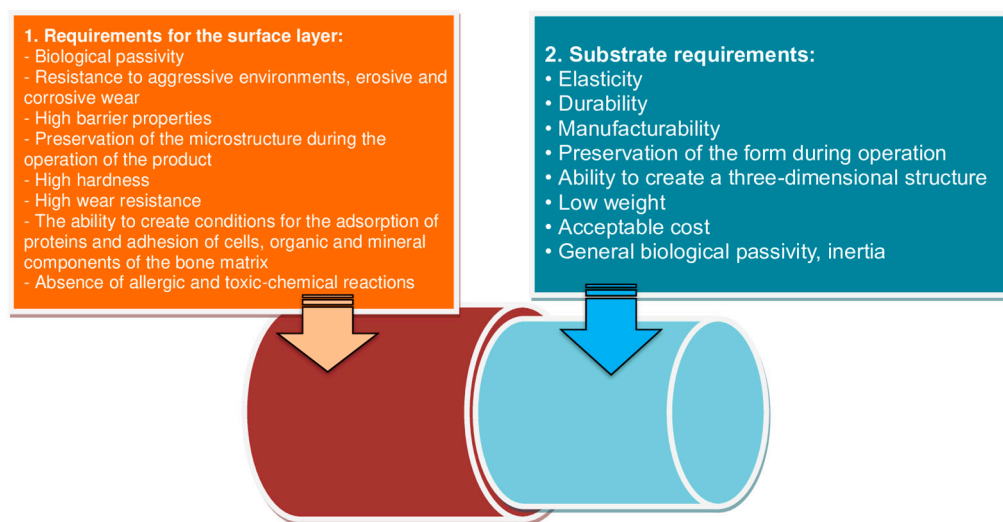 1. Requirements for the surface layer:
- Biological passivity
- Resistance to aggressive environments, erosive and
corrosive wear
- High barrier properties
- Preservation of the microstructure during the
operation of the product
- High hardness
- High wear resistance
- The ability to create conditions for the adsorption of
proteins and adhesion of cells, organic and mineral
components of the bone matrix
- Absence of allergic and toxic-chemical reactions
2. Substrate requirements:
• Elasticity
• Durability
• Manufacturability
• Preservation of the form during operation
• Ability to create a three-dimensional structure
• Low weight
• Acceptable cost
• General biological passivity, inertia